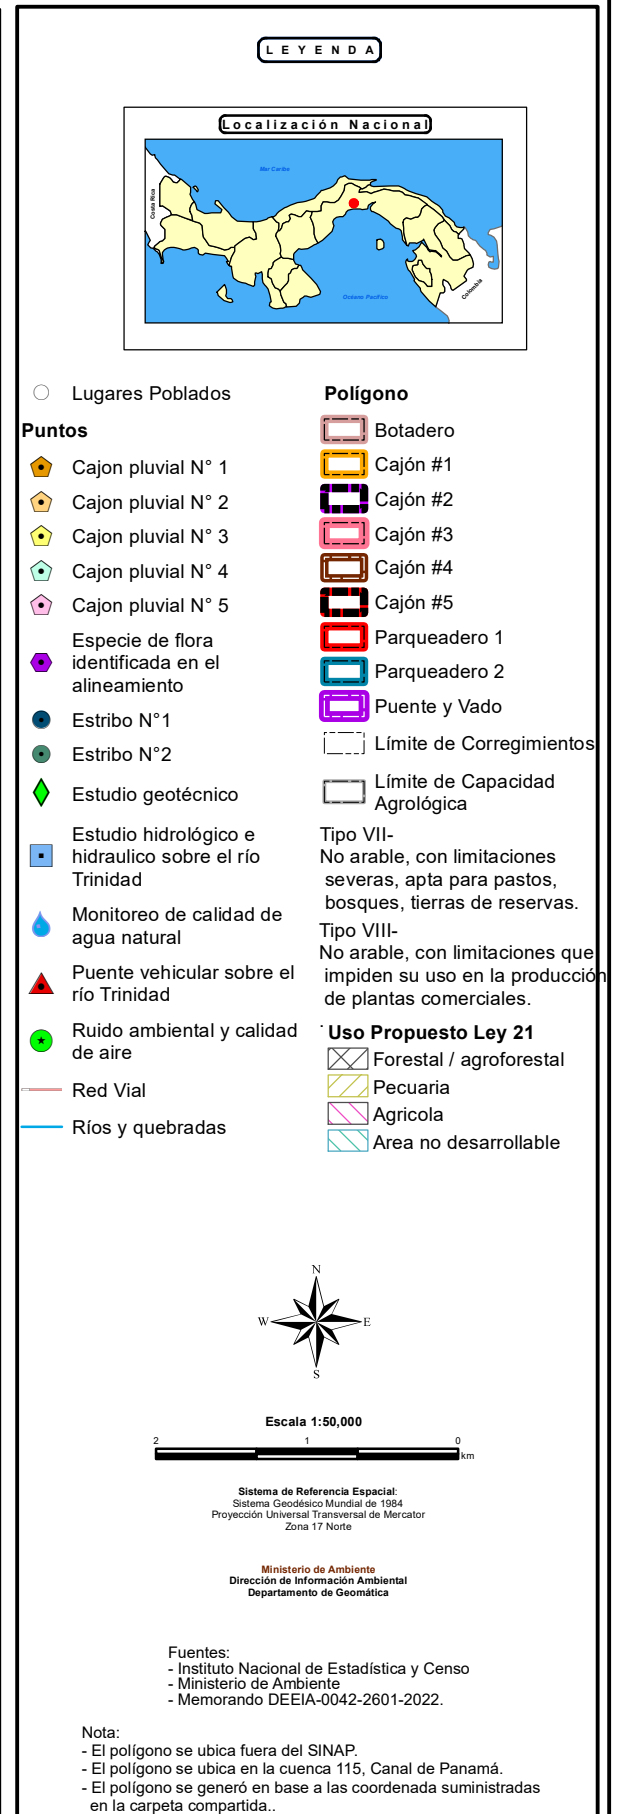 L E Y E N D A
Localización Nacional
Mar Caribe
Costa Rica
Océano Pacífico
Colombia
Lugares Poblados
Puntos
Cajon pluvial N° 1
Cajon pluvial N° 2
Cajon pluvial N° 3
Cajon pluvial N° 4
Cajon pluvial N° 5
Especie de flora
identificada en el
alineamiento
Estribo N°1
Estribo N°2
Estudio geotécnico
Estudio hidrológico e
hidraulico sobre el río
Trinidad
Monitoreo de calidad de
agua natural
Puente vehicular sobre el
río Trinidad
Ruido ambiental y calidad
de aire
Red Vial
Ríos y quebradas
Polígono
Botadero
Cajón #1
Cajón #2
Cajón #3
Cajón #4
Cajón #5
Parqueadero 1
Parqueadero 2
Puente y Vado
Límite de Corregimientos
Límite de Capacidad
Agrológica
Tipo VII-
No arable, con limitaciones
severas, apta para pastos,
bosques, tierras de reservas.
Tipo VIII-
No arable, con limitaciones que
impiden su uso en la producción
de plantas comerciales.
.
Uso Propuesto Ley 21
Forestal / agroforestal
Pecuaria
Agricola
Area no desarrollable
N
W
E
S
Escala 1:50,000
2 1 0
km
Sistema de Referencia Espacial:
Sistema Geodésico Mundial de 1984
Proyección Universal Transversal de Mercator
Zona 17 Norte
Ministerio de Ambiente
Dirección de Información Ambiental
Departamento de Geomática
Fuentes:
- Instituto Nacional de Estadística y Censo
- Ministerio de Ambiente
- Memorando DEEIA-0042-2601-2022.
Nota:
- El polígono se ubica fuera del SINAP.
- El polígono se ubica en la cuenca 115, Canal de Panamá.
- El polígono se generó en base a las coordenada suministradas
en la carpeta compartida..